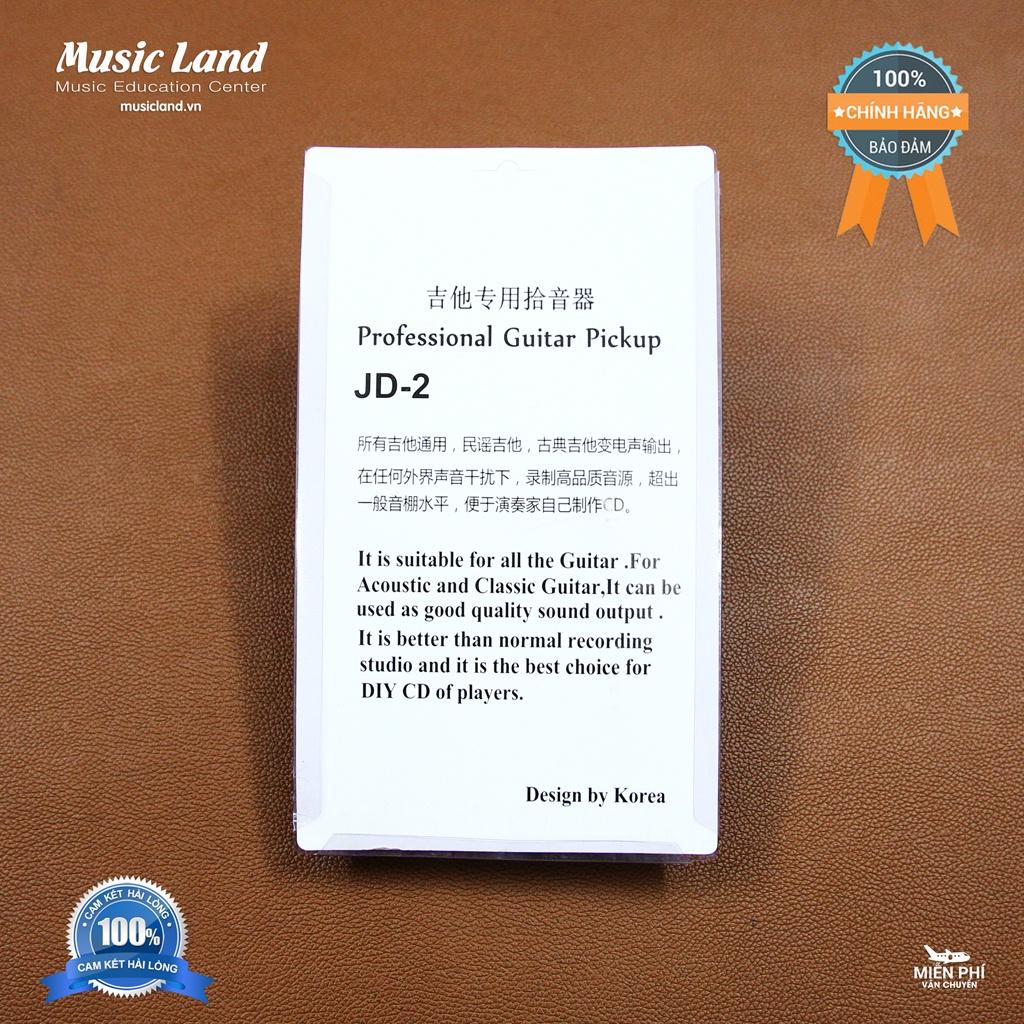 Music Land
Music Education Center
musicland.vn
100%
CHÍNH HÃNG
BẢO ĐẢM
吉他专用拾音器
Professional Guitar Pickup
JD-2
所有吉他通用，民谣吉他，古典吉他变电声输出，
在任何外界声音干扰下，录制高品质音源，超出
一般音棚水平，便于演奏家自己制作CD。
It is suitable for all the Guitar .For
Acoustic and Classic Guitar,It can be
used as good quality sound output .
It is better than normal recording
studio and it is the best choice for
DIY CD of players.
Design by Korea
CAM KẾT HÀI LÒNG
100%
CAM KẾT HÀI LÒNG
MIỄN PHÍ
VẬN CHUYỂN